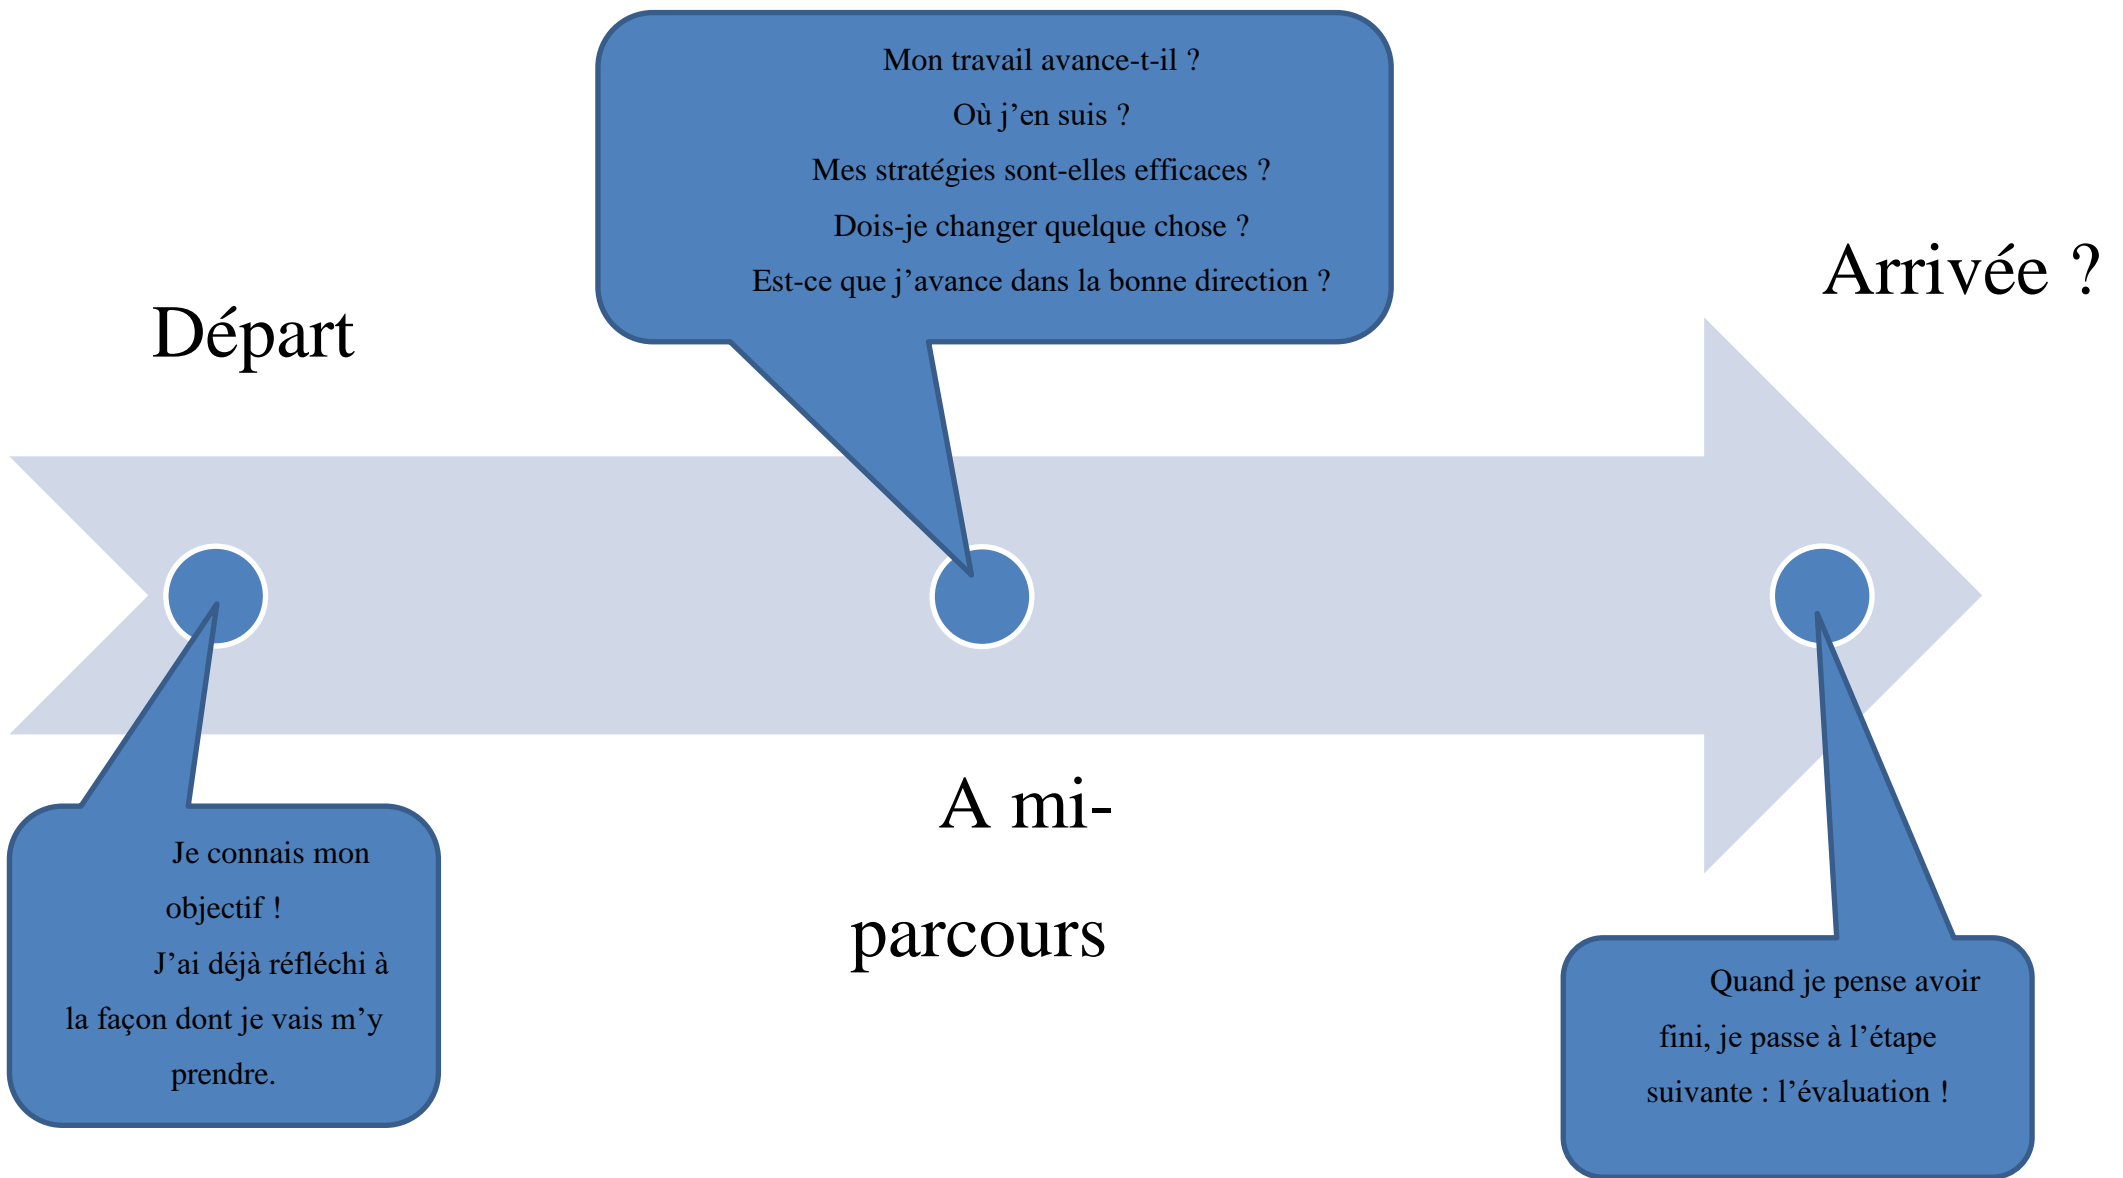 Mon travail avance-t-il ?
Où j’en suis ?
Mes stratégies sont-elles efficaces ?
Dois-je changer quelque chose ?
Est-ce que j’avance dans la bonne direction ?
Arrivée ?
Départ
A mi-
parcours
Je connais mon
objectif !
J’ai déjà réfléchi à
la façon dont je vais m’y
prendre.
Quand je pense avoir
fini, je passe à l’étape
suivante : l’évaluation !